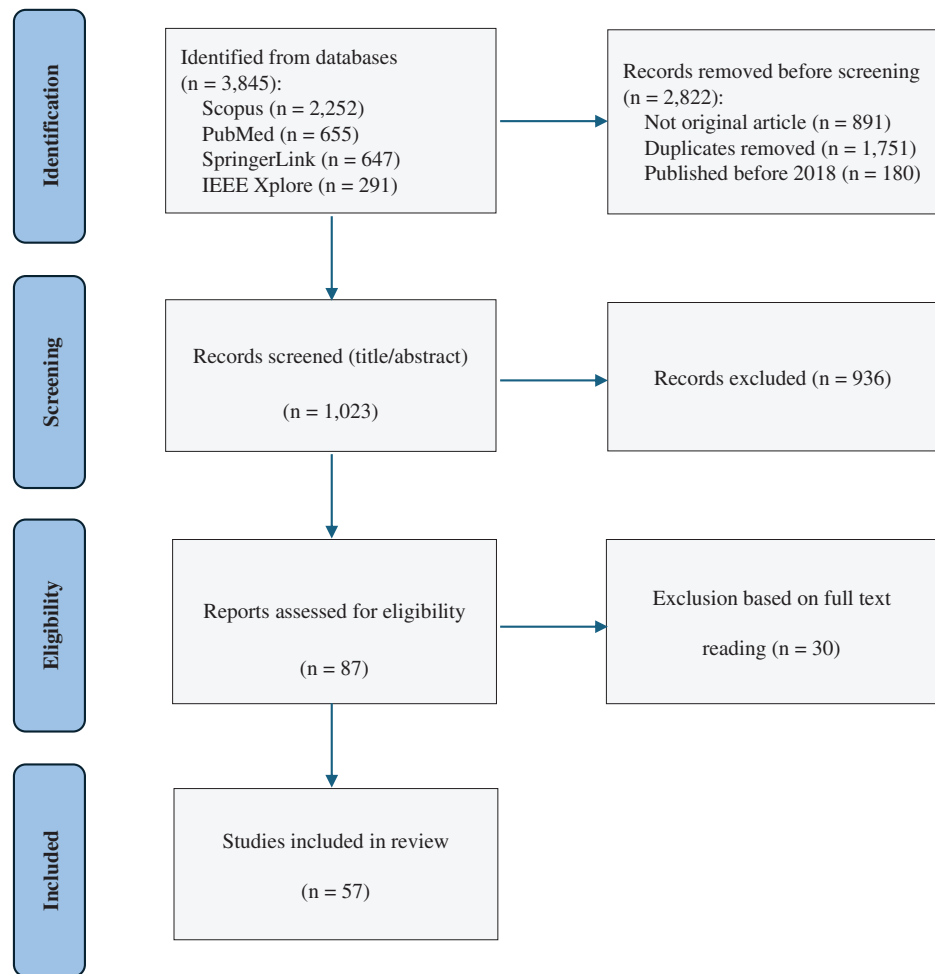 Identification
Identified from databases
(n = 3,845):
Scopus (n = 2,252)
PubMed (n = 655)
SpringerLink (n = 647)
IEEE Xplore (n = 291)
Records removed before screening
(n = 2,822):
Not original article (n = 891)
Duplicates removed (n = 1,751)
Published before 2018 (n = 180)
Screening
Records screened (title/abstract)
(n = 1,023)
Records excluded (n = 936)
Eligibility
Reports assessed for eligibility
(n = 87)
Exclusion based on full text
reading (n = 30)
Included
Studies included in review
(n = 57)